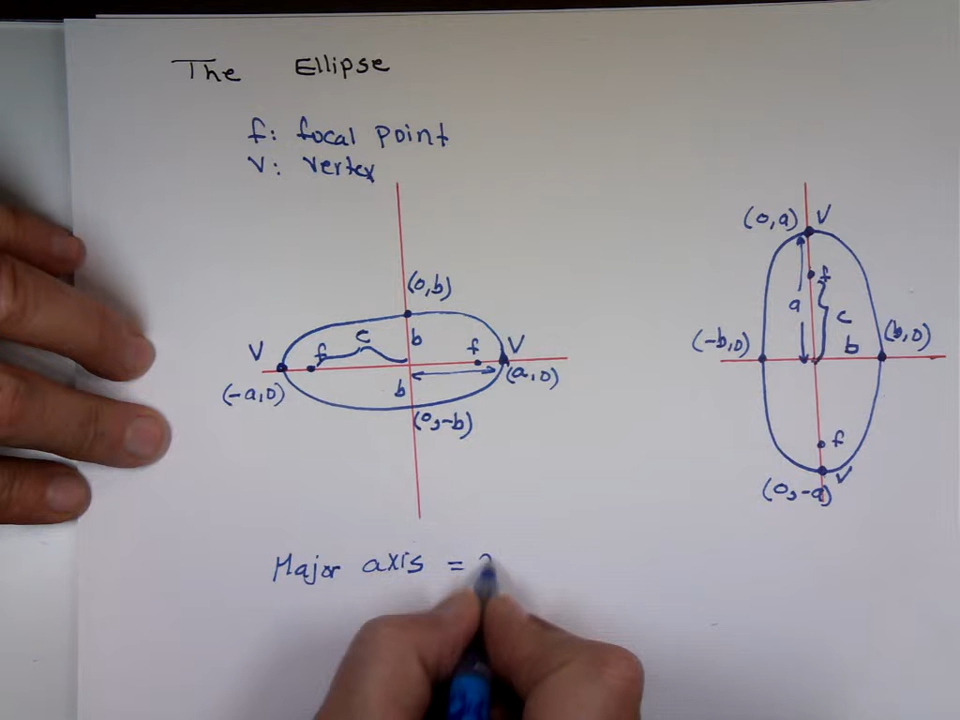 The Ellipse
f: focal point
V: vertex
(0,b)
V f c b f V
(-a,0) b (a,0)
(0,-b)
(0,a) V
f
a c
(-b,0) b (b,0)
f
V
(0,-a)
Major axis =